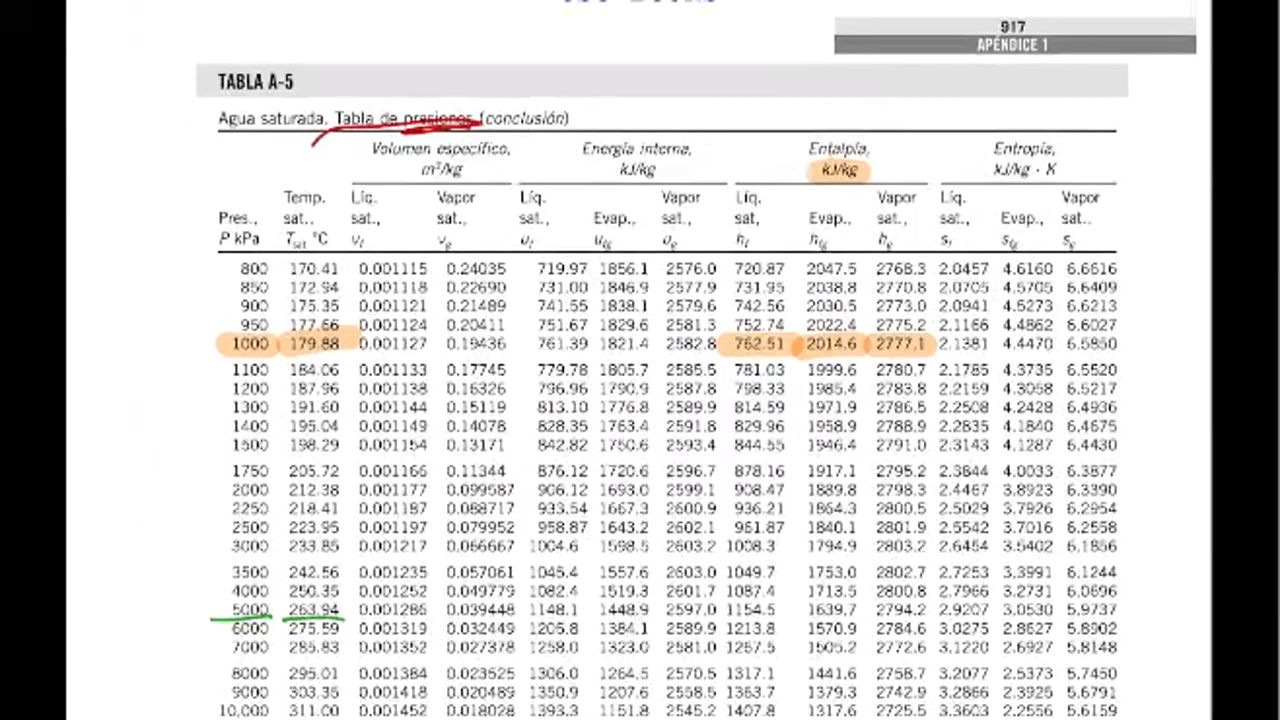 917
APÉNDICE 1
TABLA A-5
Agua saturada. Tabla de presiones (conclusión)
Volumen específico, Energía interna, Entalpía, Entropía,
m³/kg kJ/kg kJ/kg kJ/kg · K
Temp. Líq. Vapor Líq. Vapor Líq. Vapor Líq. Vapor
Pres., sat., sat., sat., sat., Evap., sat., sat, Evap., sat., sat., Evap., sat.,
P kPa Tsat °C vf vg uf ufg ug hf hfg hg sf sfg sg
800 170.41 0.001115 0.24035 719.97 1856.1 2576.0 720.87 2047.5 2768.3 2.0457 4.6160 6.6616
850 172.94 0.001118 0.22690 731.00 1846.9 2577.9 731.95 2038.8 2770.8 2.0705 4.5705 6.6409
900 175.35 0.001121 0.21489 741.55 1838.1 2579.6 742.56 2030.5 2773.0 2.0941 4.5273 6.6213
950 177.66 0.001124 0.20411 751.67 1829.6 2581.3 752.74 2022.4 2775.2 2.1166 4.4862 6.6027
1000 179.88 0.001127 0.19436 761.39 1821.4 2582.8 762.51 2014.6 2777.1 2.1381 4.4470 6.5850
1100 184.06 0.001133 0.17745 779.78 1805.7 2585.5 781.03 1999.6 2780.7 2.1785 4.3735 6.5520
1200 187.96 0.001138 0.16326 796.96 1790.9 2587.8 798.33 1985.4 2783.8 2.2159 4.3058 6.5217
1300 191.60 0.001144 0.15119 813.10 1776.8 2589.9 814.59 1971.9 2786.5 2.2508 4.2428 6.4936
1400 195.04 0.001149 0.14078 828.35 1763.4 2591.8 829.96 1958.9 2788.9 2.2835 4.1840 6.4675
1500 198.29 0.001154 0.13171 842.82 1750.6 2593.4 844.55 1946.4 2791.0 2.3143 4.1287 6.4430
1750 205.72 0.001166 0.11344 876.12 1720.6 2596.7 878.16 1917.1 2795.2 2.3844 4.0033 6.3877
2000 212.38 0.001177 0.099587 906.12 1693.0 2599.1 908.47 1889.8 2798.3 2.4467 3.8923 6.3390
2250 218.41 0.001187 0.088717 933.54 1667.3 2600.9 936.21 1864.3 2800.5 2.5029 3.7926 6.2954
2500 223.95 0.001197 0.079952 958.87 1643.2 2602.1 961.87 1840.1 2801.9 2.5542 3.7016 6.2558
3000 233.85 0.001217 0.066667 1004.6 1598.5 2603.2 1008.3 1794.9 2803.2 2.6454 3.5402 6.1856
3500 242.56 0.001235 0.057061 1045.4 1557.6 2603.0 1049.7 1753.0 2802.7 2.7253 3.3991 6.1244
4000 250.35 0.001252 0.049779 1082.4 1519.3 2601.7 1087.4 1713.5 2800.8 2.7966 3.2731 6.0696
5000 263.94 0.001286 0.039448 1148.1 1448.9 2597.0 1154.5 1639.7 2794.2 2.9207 3.0530 5.9737
6000 275.59 0.001319 0.032449 1205.8 1384.1 2589.9 1213.8 1570.9 2784.6 3.0275 2.8627 5.8902
7000 285.83 0.001352 0.027378 1258.0 1323.0 2581.0 1267.5 1505.2 2772.6 3.1220 2.6927 5.8148
8000 295.01 0.001384 0.023525 1306.0 1264.5 2570.5 1317.1 1441.6 2758.7 3.2077 2.5373 5.7450
9000 303.35 0.001418 0.020489 1350.9 1207.6 2558.5 1363.7 1379.3 2742.9 3.2866 2.3925 5.6791
10,000 311.00 0.001452 0.018028 1393.3 1151.8 2545.2 1407.8 1317.6 2725.5 3.3603 2.2556 5.6159